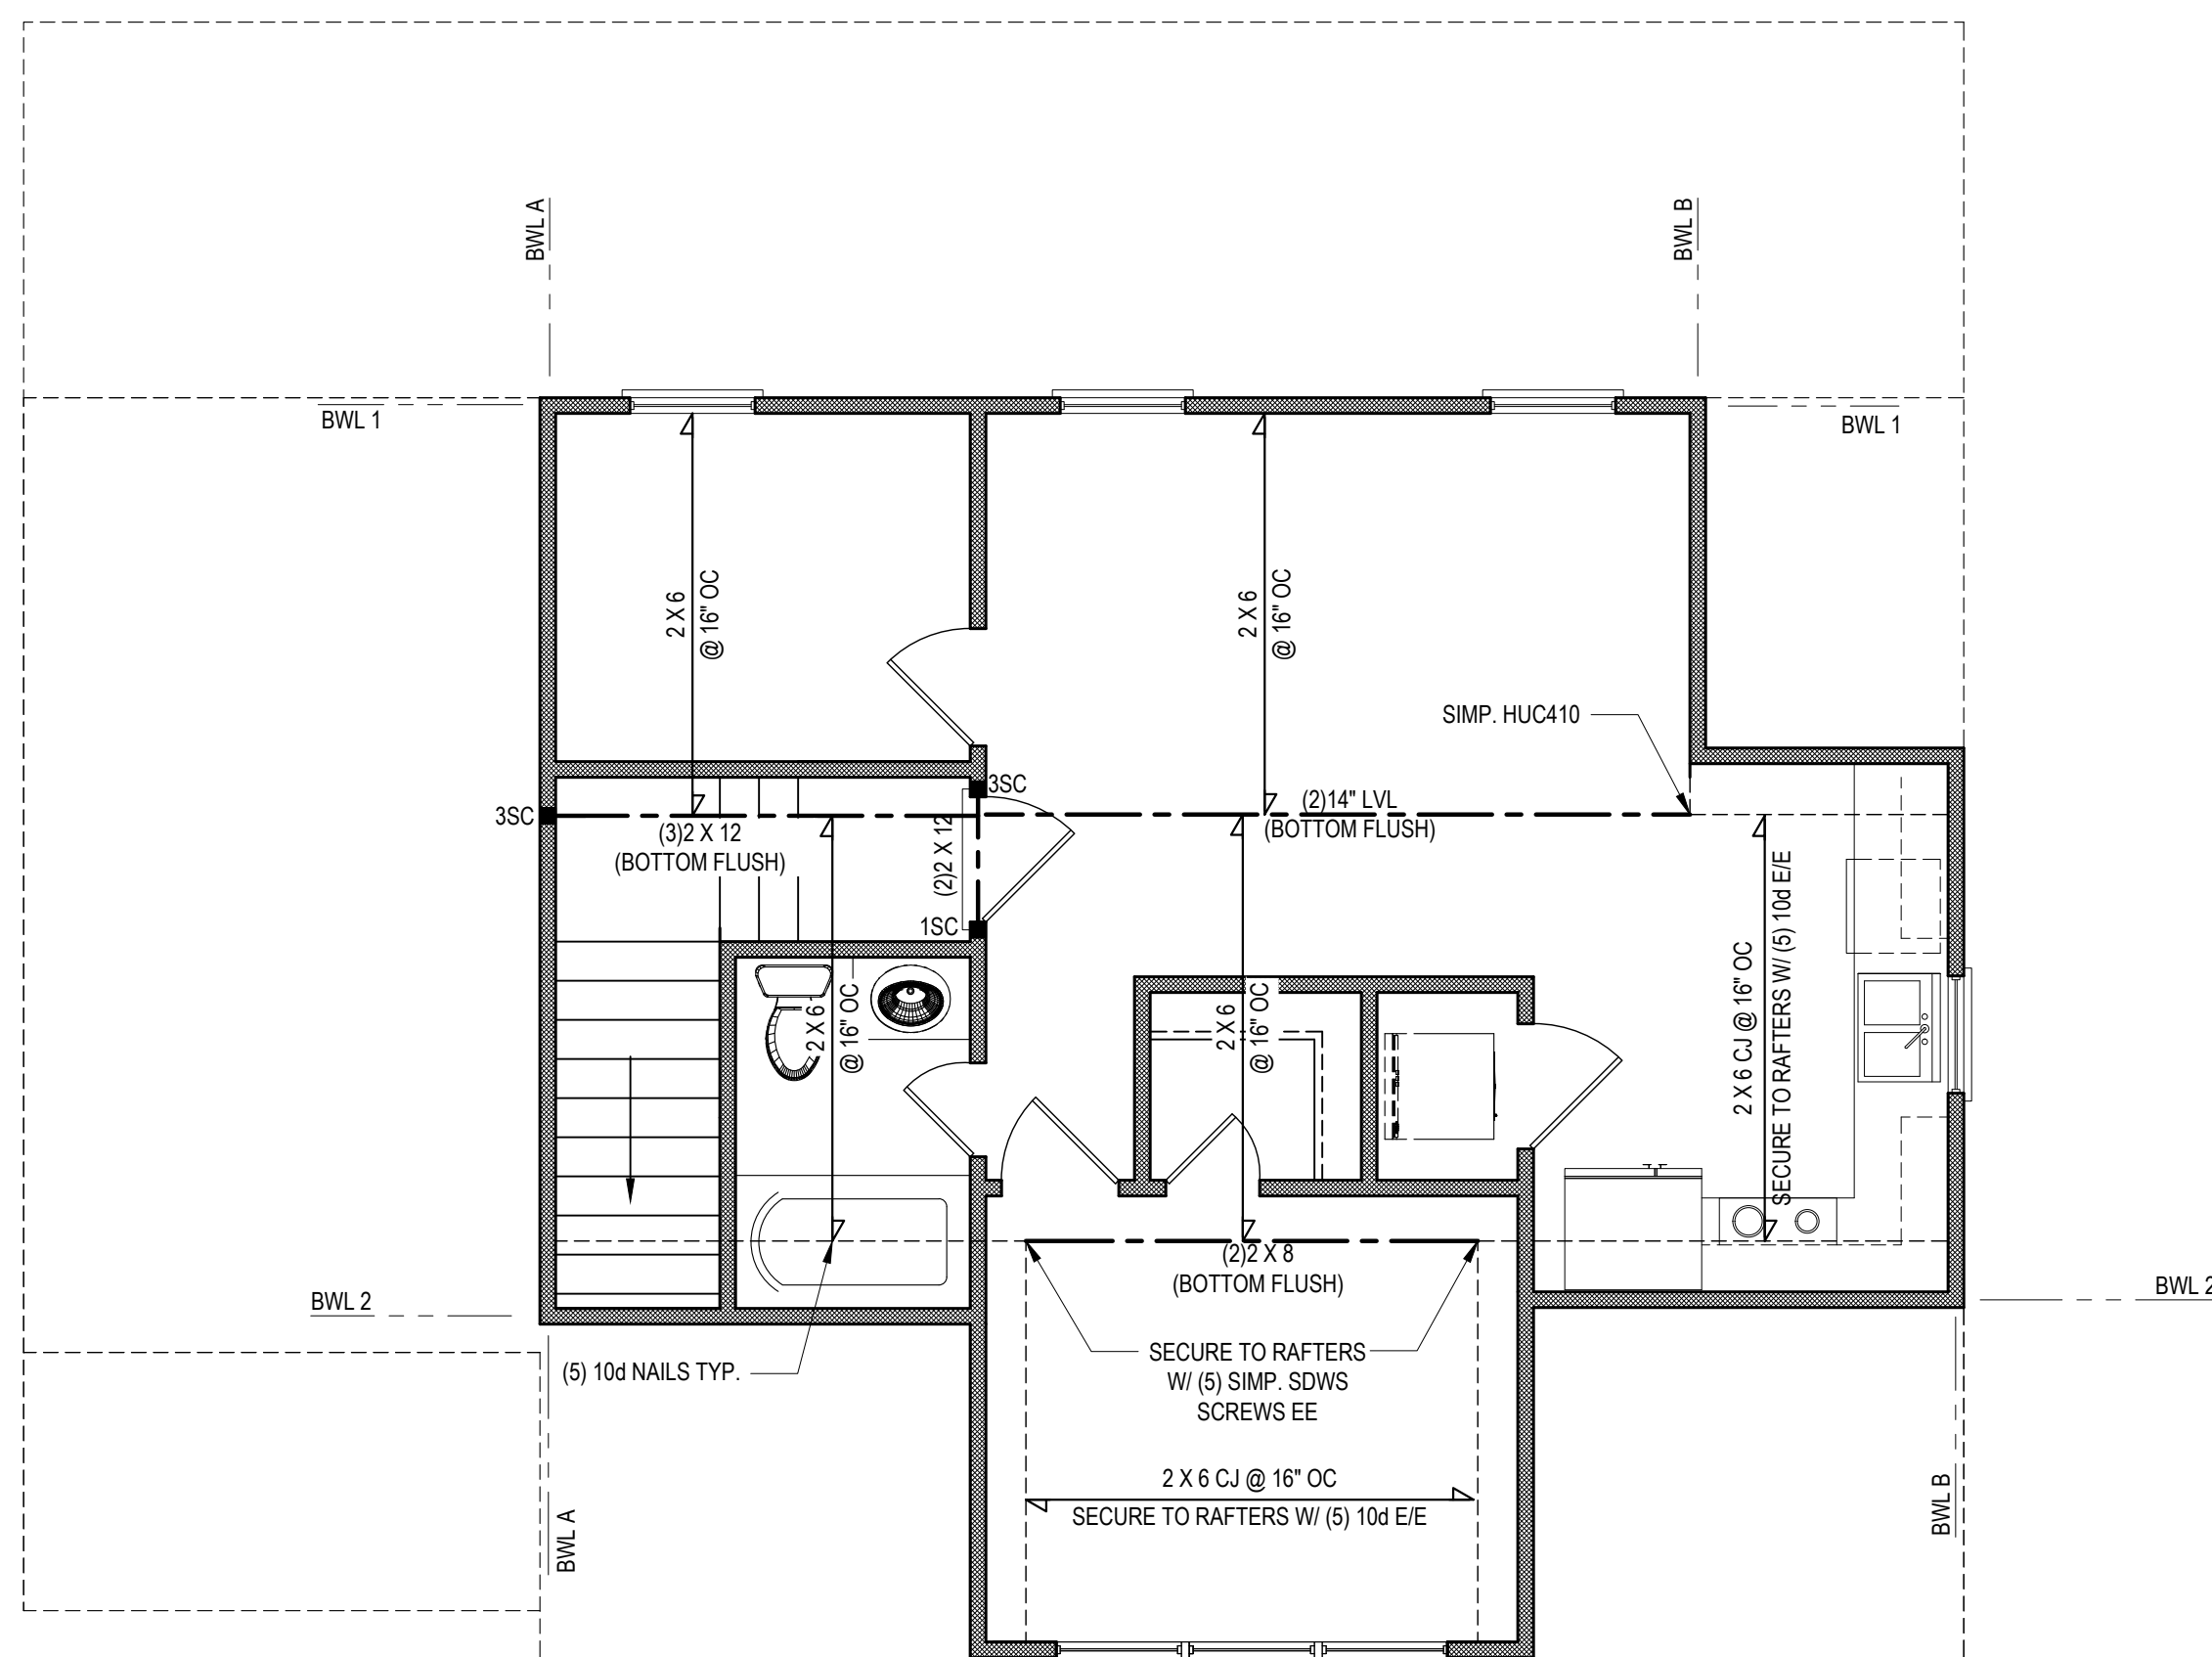 BWL A
BWL B
BWL 1
BWL 1
2 X 6
@ 16" OC
2 X 6
@ 16" OC
SIMP. HUC410
3SC
3SC
(3)2 X 12
(BOTTOM FLUSH)
(2)2 X 12
(2)14" LVL
(BOTTOM FLUSH)
1SC
2 X 6
@ 16" OC
2 X 6
@ 16" OC
2 X 6 CJ @ 16" OC
SECURE TO RAFTERS W/ (5) 10d E/E
(2)2 X 8
(BOTTOM FLUSH)
BWL 2
BWL 2
(5) 10d NAILS TYP.
SECURE TO RAFTERS
W/ (5) SIMP. SDWS
SCREWS EE
2 X 6 CJ @ 16" OC
SECURE TO RAFTERS W/ (5) 10d E/E
BWL A
BWL B